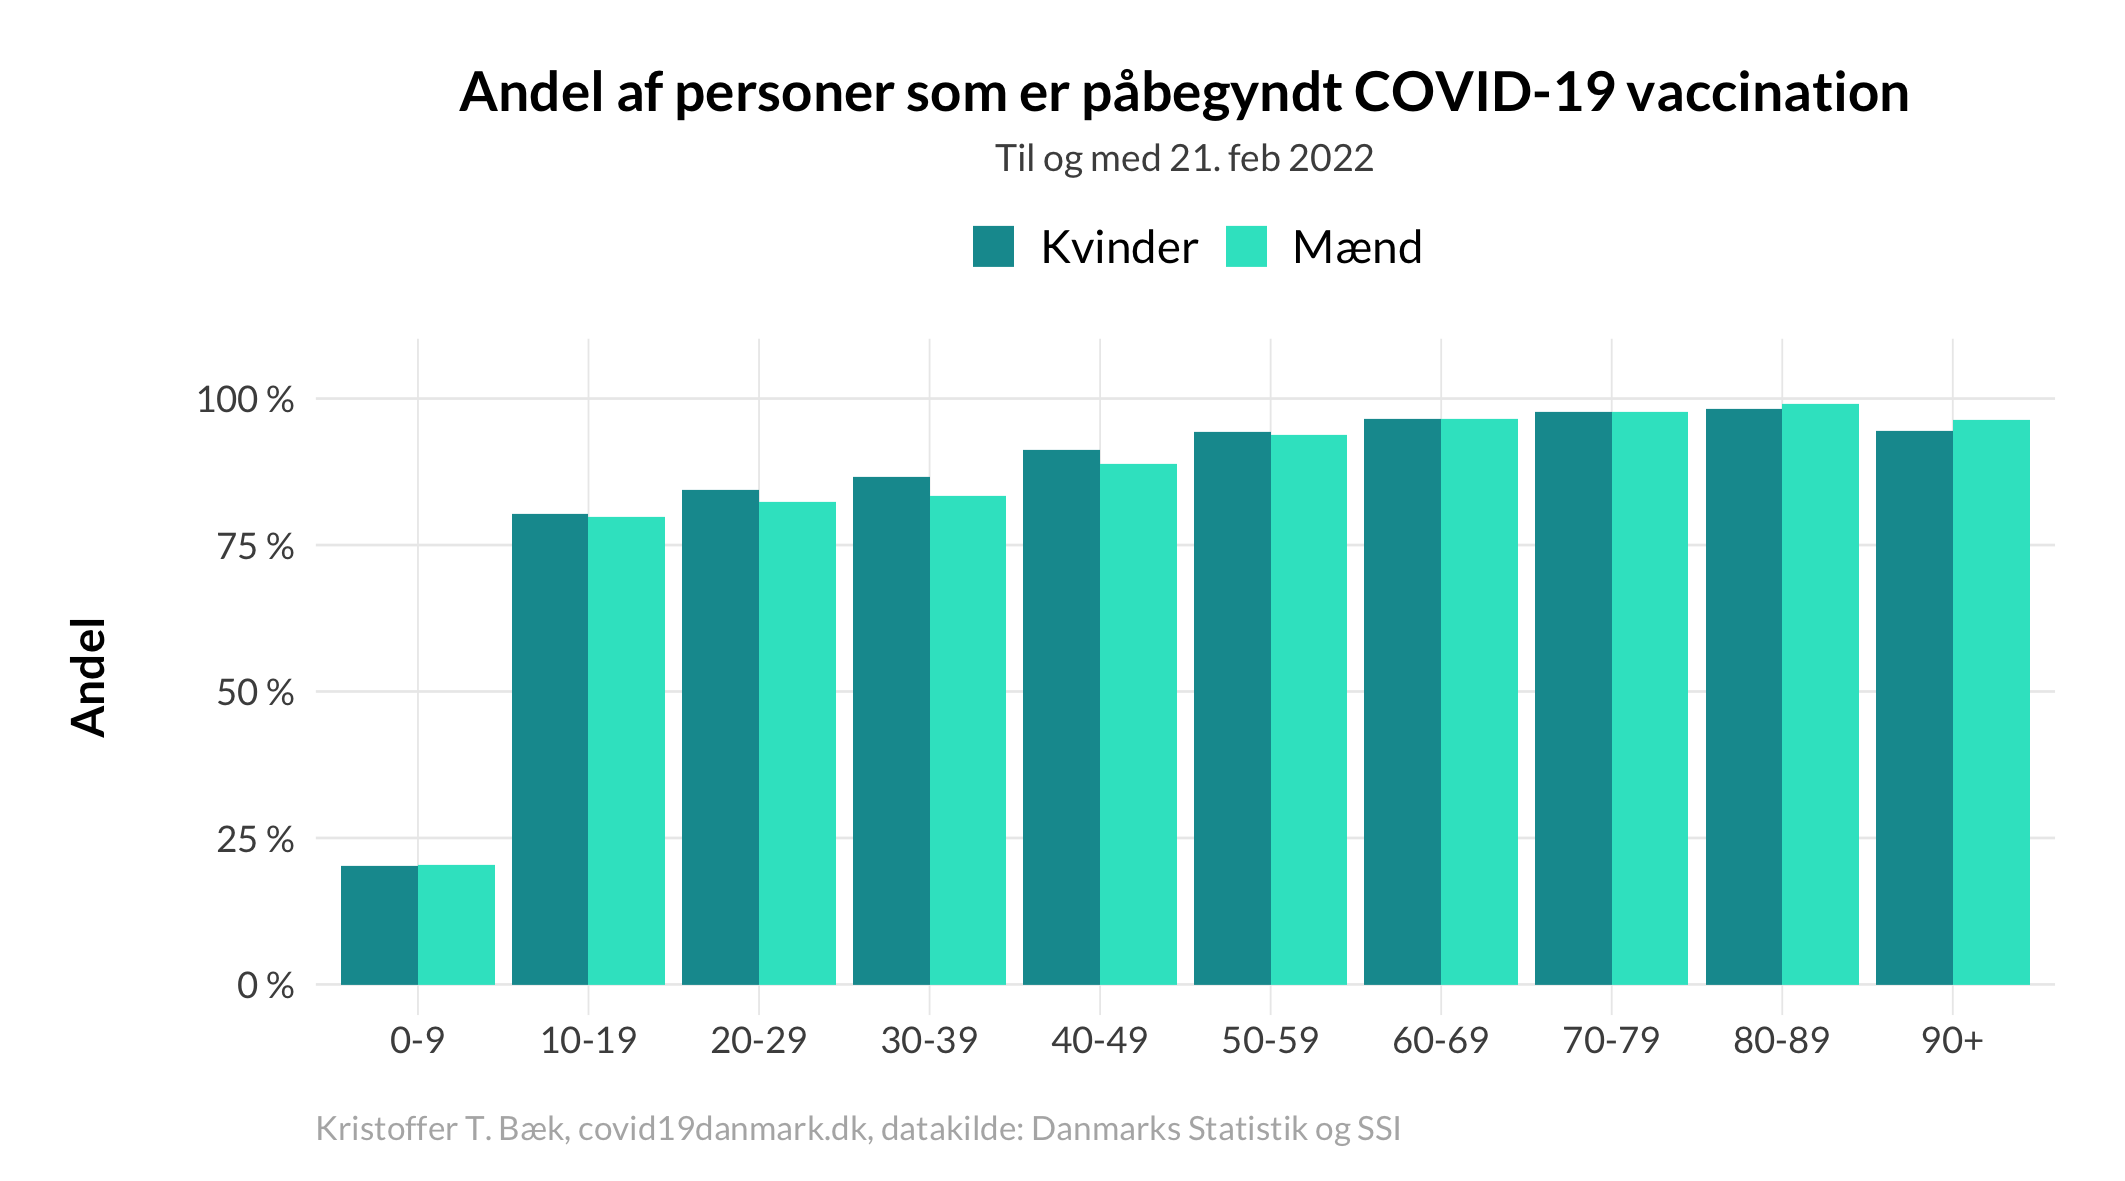 Andel af personer som er påbegyndt COVID-19 vaccination
Til og med 21. feb 2022
Kvinder Mænd
Andel
100 %
75 %
50 %
25 %
0 %
0-9 10-19 20-29 30-39 40-49 50-59 60-69 70-79 80-89 90+
Kristoffer T. Bæk, covid19danmark.dk, datakilde: Danmarks Statistik og SSI